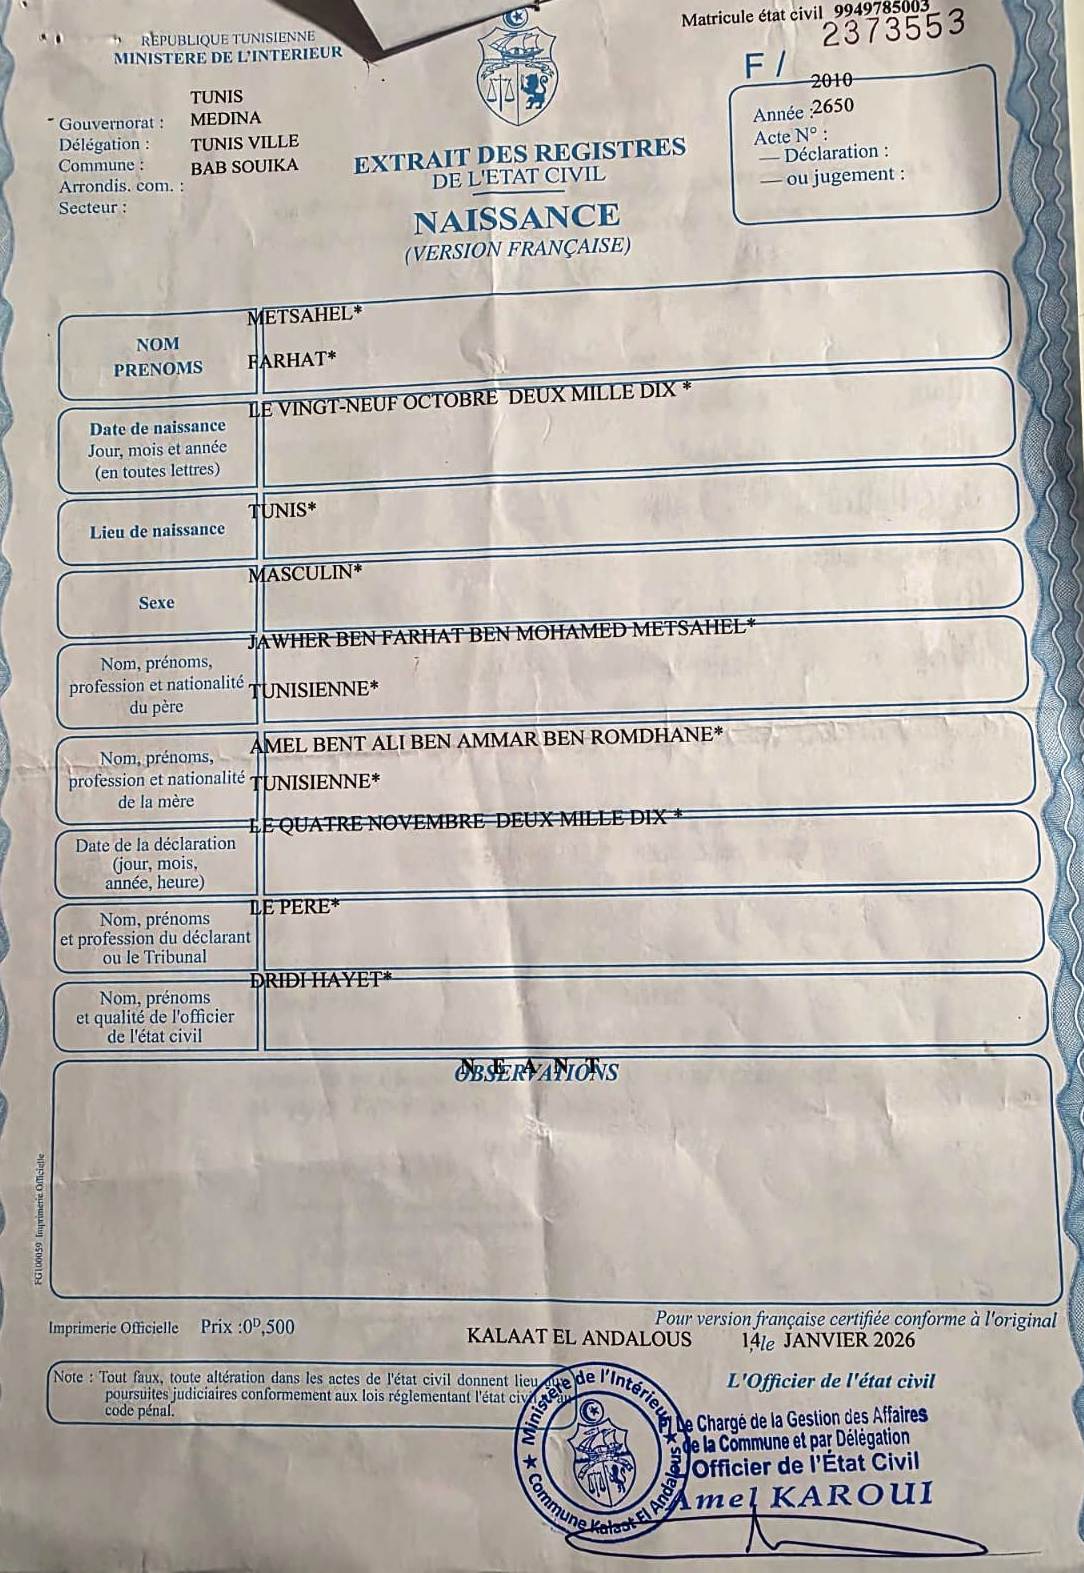 RÉPUBLIQUE TUNISIENNE
MINISTERE DE L'INTERIEUR
Matricule état civil 9949785003
2373553
F /
Gouvernorat : TUNIS
Délégation : MEDINA
Commune : TUNIS VILLE
Arrondis. com. : BAB SOUIKA
Secteur :
2010
Année : 2650
Acte N° :
— Déclaration :
— ou jugement :
EXTRAIT DES REGISTRES
DE L'ETAT CIVIL
NAISSANCE
(VERSION FRANÇAISE)
NOM METSAHEL*
PRENOMS FARHAT*
Date de naissance
Jour, mois et année
(en toutes lettres)
LE VINGT-NEUF OCTOBRE DEUX MILLE DIX *
Lieu de naissance
TUNIS*
Sexe
MASCULIN*
Nom, prénoms,
profession et nationalité
du père
JAWHER BEN FARHAT BEN MOHAMED METSAHEL*
TUNISIENNE*
Nom, prénoms,
profession et nationalité
de la mère
AMEL BENT ALI BEN AMMAR BEN ROMDHANE*
TUNISIENNE*
Date de la déclaration
(jour, mois,
année, heure)
LE QUATRE NOVEMBRE DEUX MILLE DIX *
Nom, prénoms
et profession du déclarant
ou le Tribunal
LE PERE*
Nom, prénoms
et qualité de l'officier
de l'état civil
DRIDI HAYET*
OBSERVATIONS
N E A N T
FG100059 Imprimerie Officielle
Imprimerie Officielle Prix :0ᴰ,500
Pour version française certifiée conforme à l'original
KALAAT EL ANDALOUS 14 le JANVIER 2026
Note : Tout faux, toute altération dans les actes de l'état civil donnent lieu aux
poursuites judiciaires conformement aux lois réglementant l'état civil au
code pénal.
L'Officier de l'état civil
Le Chargé de la Gestion des Affaires
de la Commune et par Délégation
Officier de l'État Civil
Amel KAROUI
★ Ministère de l'Intérieur ★
Commune Kalaat El Andalous